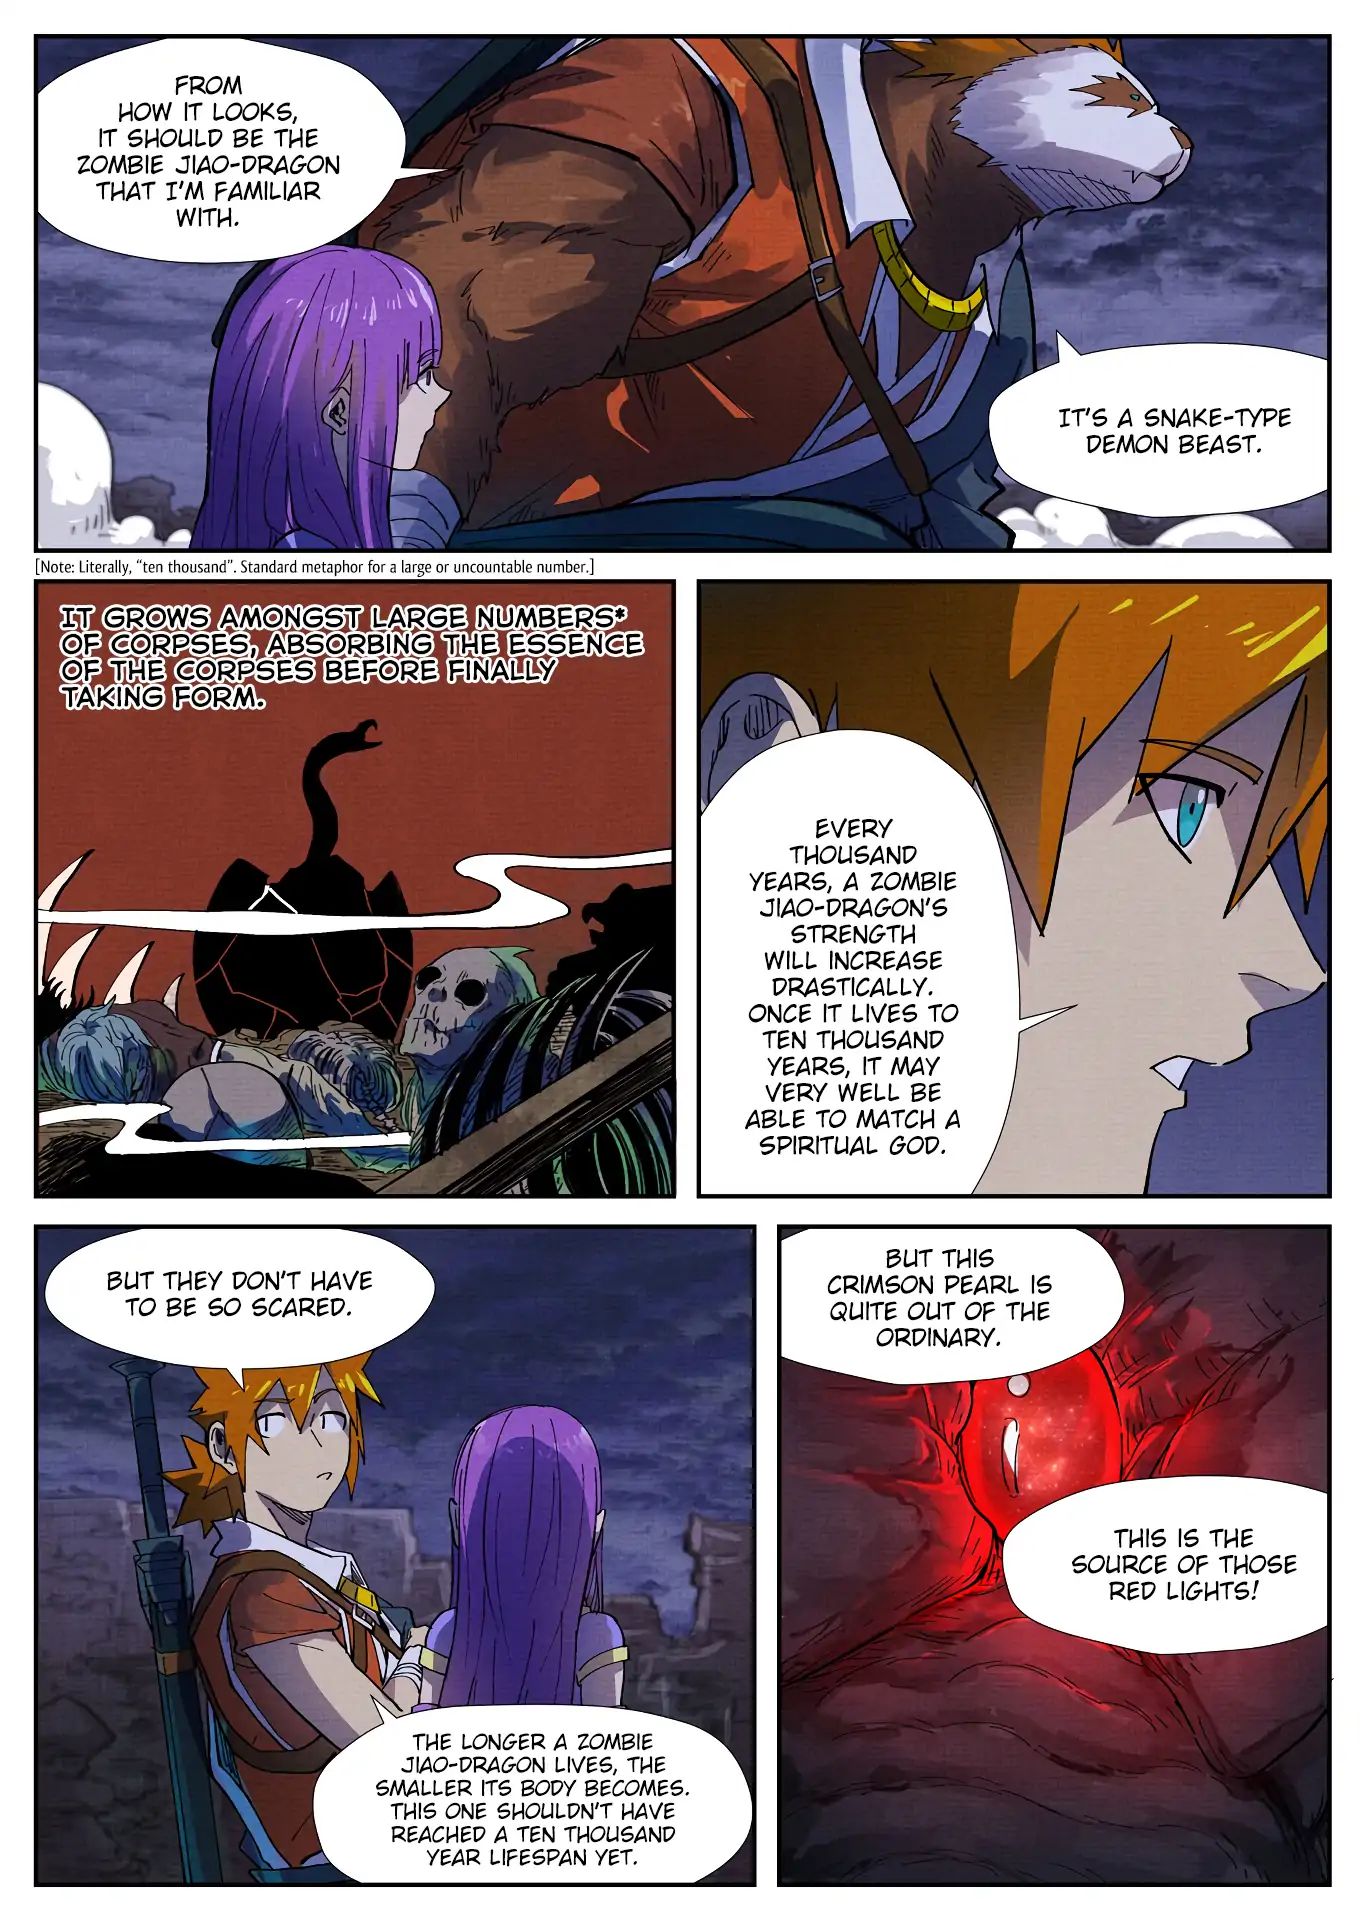 FROM
HOW IT LOOKS,
IT SHOULD BE THE
ZOMBIE JIAO-DRAGON
THAT I'M FAMILIAR
WITH.
IT'S A SNAKE-TYPE
DEMON BEAST.
[Note: Literally, "ten thousand". Standard metaphor for a large or uncountable number.]
IT GROWS AMONGST LARGE NUMBERS*
OF CORPSES, ABSORBING THE ESSENCE
OF THE CORPSES BEFORE FINALLY
TAKING FORM.
EVERY
THOUSAND
YEARS, A ZOMBIE
JIAO-DRAGON'S
STRENGTH
WILL INCREASE
DRASTICALLY.
ONCE IT LIVES TO
TEN THOUSAND
YEARS, IT MAY
VERY WELL BE
ABLE TO MATCH A
SPIRITUAL GOD.
BUT THEY DON'T HAVE
TO BE SO SCARED.
THE LONGER A ZOMBIE
JIAO-DRAGON LIVES, THE
SMALLER ITS BODY BECOMES.
THIS ONE SHOULDN'T HAVE
REACHED A TEN THOUSAND
YEAR LIFESPAN YET.
BUT THIS
CRIMSON PEARL IS
QUITE OUT OF THE
ORDINARY.
THIS IS THE
SOURCE OF THOSE
RED LIGHTS!